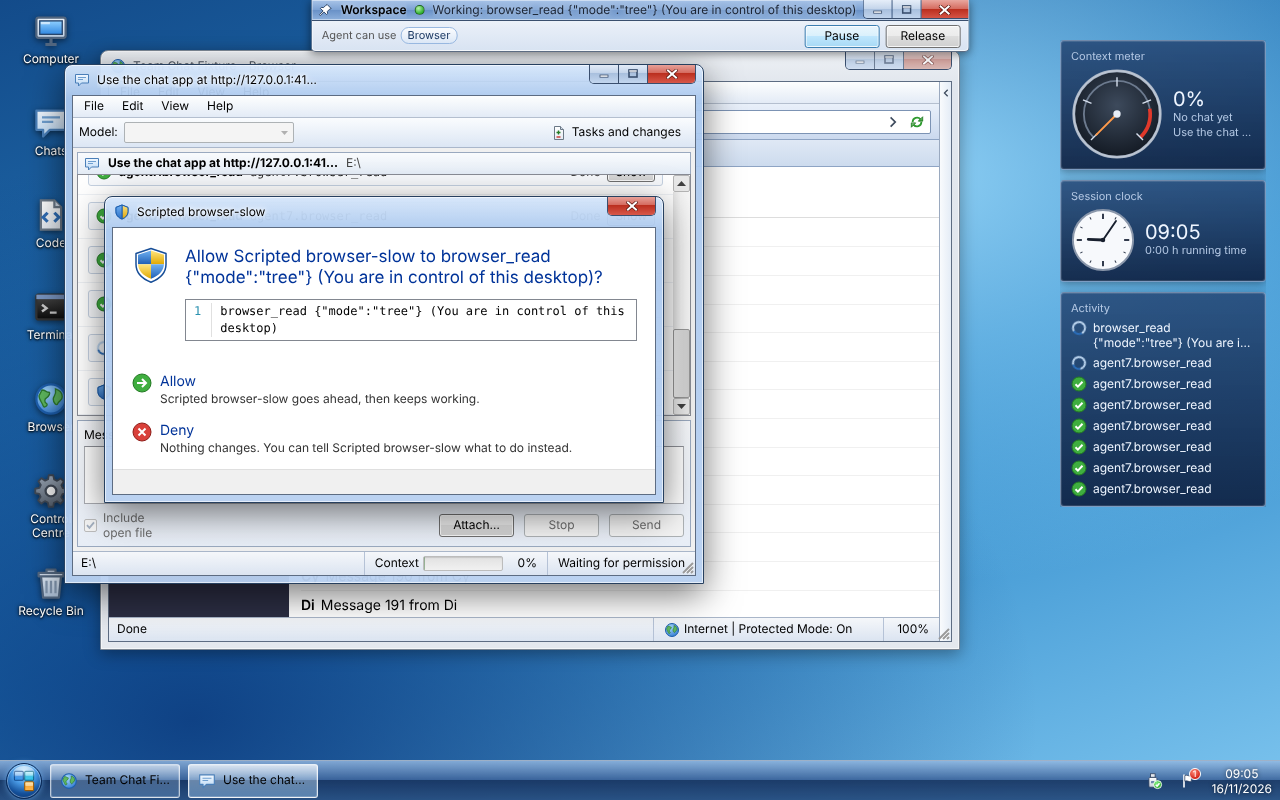 Workspace
Working: browser_read {"mode":"tree"} (You are in control of this desktop)
Agent can use
Browser
Pause
Release
Computer
Chats
Code
Termin
Brows
Contro
Centr
Recycle Bin
Use the chat app at http://127.0.0.1:41...
File Edit View Help
Model:
Tasks and changes
Use the chat app at http://127.0.0.1:41... E:\
Scripted browser-slow
Allow Scripted browser-slow to browser_read
{"mode":"tree"} (You are in control of this desktop)?
1 browser_read {"mode":"tree"} (You are in control of this
desktop)
Allow
Scripted browser-slow goes ahead, then keeps working.
Deny
Nothing changes. You can tell Scripted browser-slow what to do instead.
Mes
Include
open file
Attach...
Stop
Send
E:\
Context
0%
Waiting for permission
Di Message 191 from Di
Done
Internet | Protected Mode: On
100%
Context meter
0%
No chat yet
Use the chat ...
Session clock
09:05
0:00 h running time
Activity
browser_read
{"mode":"tree"} (You are i...
agent7.browser_read
agent7.browser_read
agent7.browser_read
agent7.browser_read
agent7.browser_read
agent7.browser_read
agent7.browser_read
Team Chat Fi...
Use the chat...
1
09:05
16/11/2026